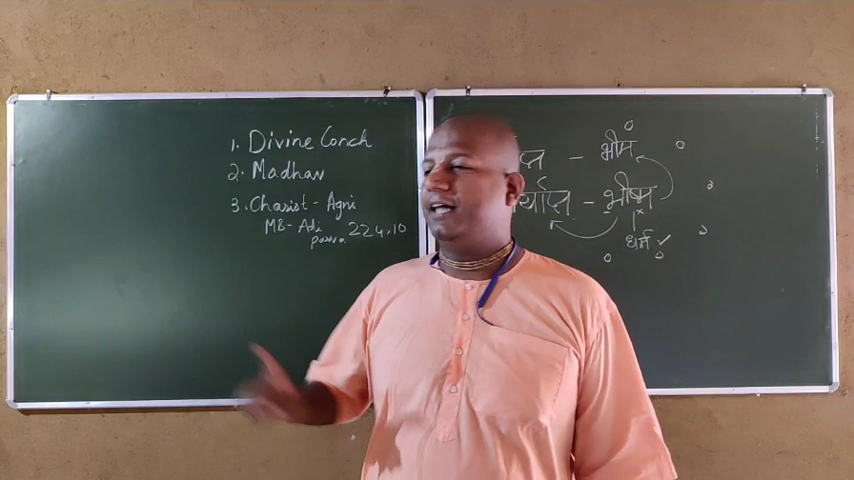 1. Divine Conch
2. Madhav
3. Chariot - Agni
MB - Adi
parva 224.10
प्त - भीम
र्याप्त - भीष्म
धर्म ✓